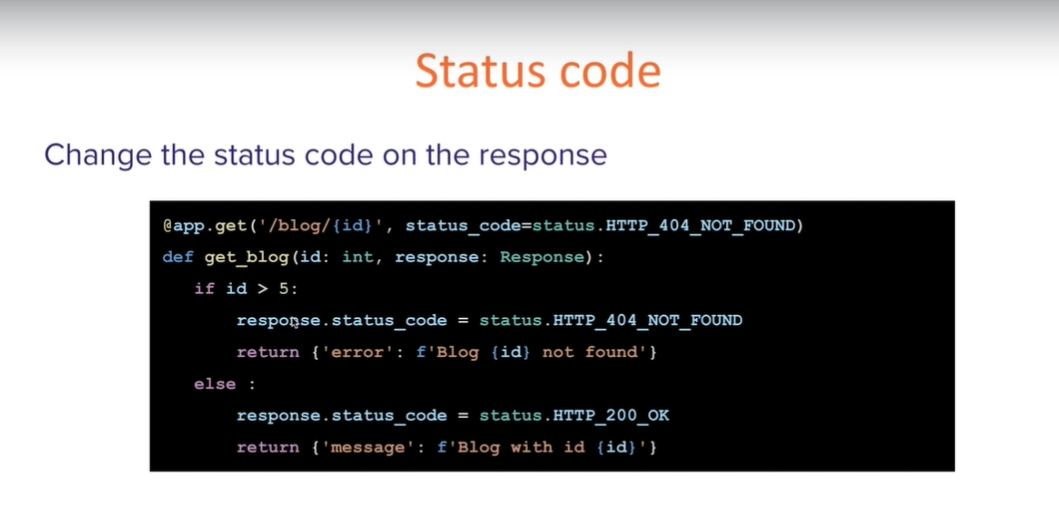 Status code
Change the status code on the response
@app.get('/blog/{id}', status_code=status.HTTP_404_NOT_FOUND)
def get_blog(id: int, response: Response):
if id > 5:
response.status_code = status.HTTP_404_NOT_FOUND
return {'error': f'Blog {id} not found'}
else :
response.status_code = status.HTTP_200_OK
return {'message': f'Blog with id {id}'}